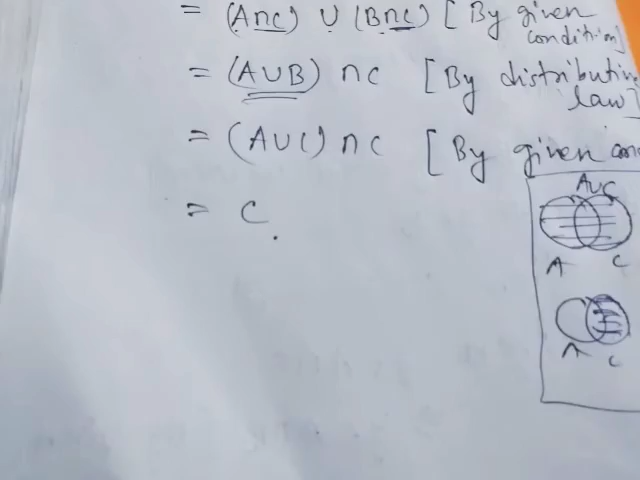 = (A∩C) ∪ (B∩C) [By given condition]
= (A∪B) ∩ C [By distributive law]
= (A∪C) ∩ C [By given
= C.
A∪C
A C
A C